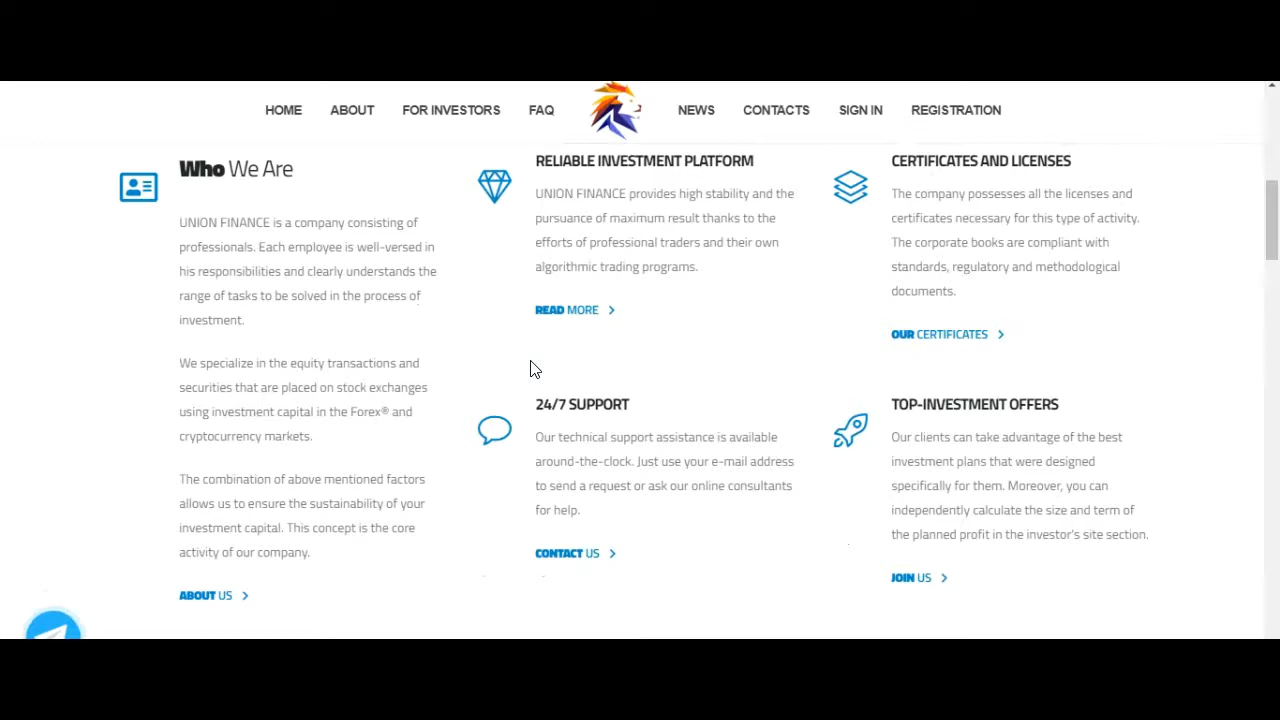 HOME ABOUT FOR INVESTORS FAQ NEWS CONTACTS SIGN IN REGISTRATION
Who We Are
UNION FINANCE is a company consisting of
professionals. Each employee is well-versed in
his responsibilities and clearly understands the
range of tasks to be solved in the process of
investment.
We specialize in the equity transactions and
securities that are placed on stock exchanges
using investment capital in the Forex® and
cryptocurrency markets.
The combination of above mentioned factors
allows us to ensure the sustainability of your
investment capital. This concept is the core
activity of our company.
ABOUT US
RELIABLE INVESTMENT PLATFORM
UNION FINANCE provides high stability and the
pursuance of maximum result thanks to the
efforts of professional traders and their own
algorithmic trading programs.
READ MORE
CERTIFICATES AND LICENSES
The company possesses all the licenses and
certificates necessary for this type of activity.
The corporate books are compliant with
standards, regulatory and methodological
documents.
OUR CERTIFICATES
24/7 SUPPORT
Our technical support assistance is available
around-the-clock. Just use your e-mail address
to send a request or ask our online consultants
for help.
CONTACT US
TOP-INVESTMENT OFFERS
Our clients can take advantage of the best
investment plans that were designed
specifically for them. Moreover, you can
independently calculate the size and term of
the planned profit in the investor's site section.
JOIN US